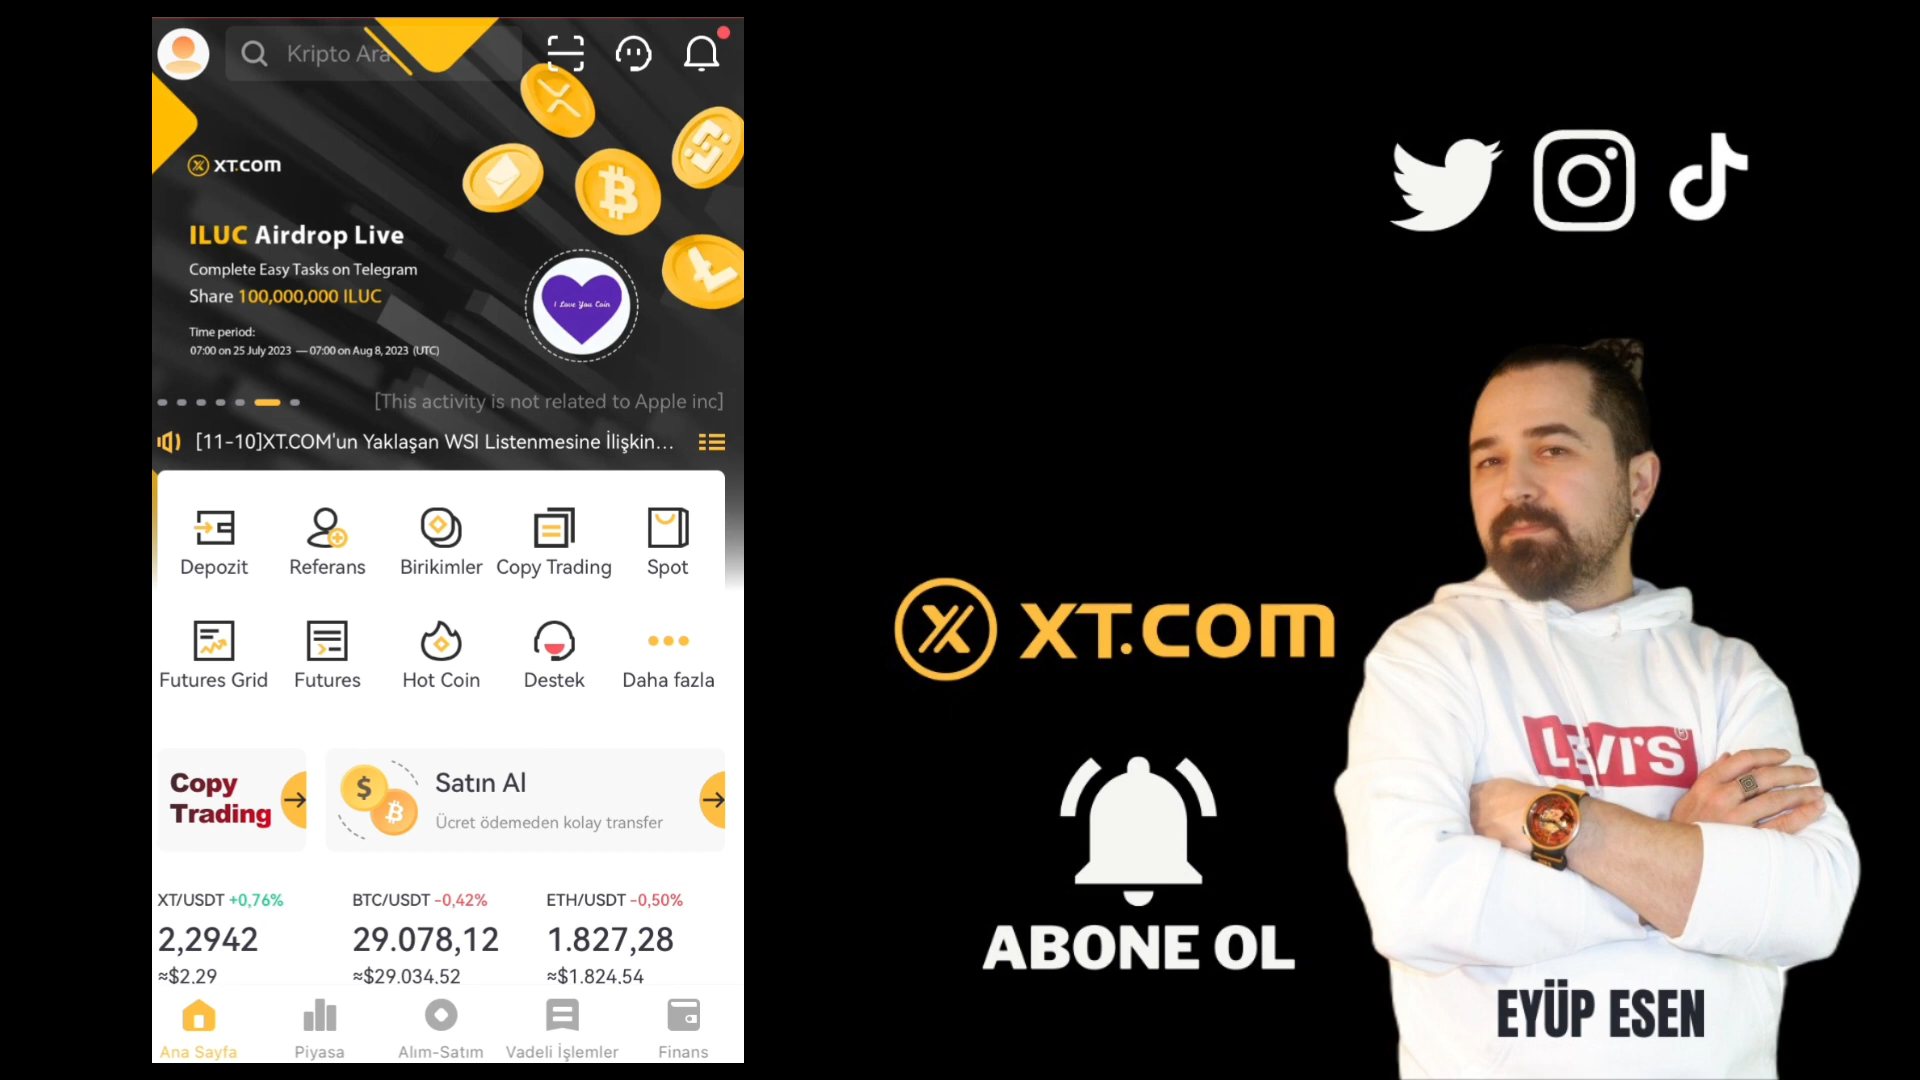 Kripto Ara
XT.COM
ILUC Airdrop Live
Complete Easy Tasks on Telegram
Share 100,000,000 ILUC
I Love You Coin
Time period:
07:00 on 25 July 2023 — 07:00 on Aug 8, 2023 (UTC)
[This activity is not related to Apple inc]
[11-10]XT.COM'un Yaklaşan WSI Listenmesine İlişkin...
Depozit Referans Birikimler Copy Trading Spot
Futures Grid Futures Hot Coin Destek Daha fazla
Copy
Trading
Satın Al
Ücret ödemeden kolay transfer
XT/USDT +0,76% BTC/USDT -0,42% ETH/USDT -0,50%
2,2942 29.078,12 1.827,28
≈$2.29 ≈$29.034,52 ≈$1.824,54
Ana Sayfa Piyasa Alım-Satım Vadeli İşlemler Finans
XT.COM
LEVI'S®
ABONE OL
EYÜP ESEN